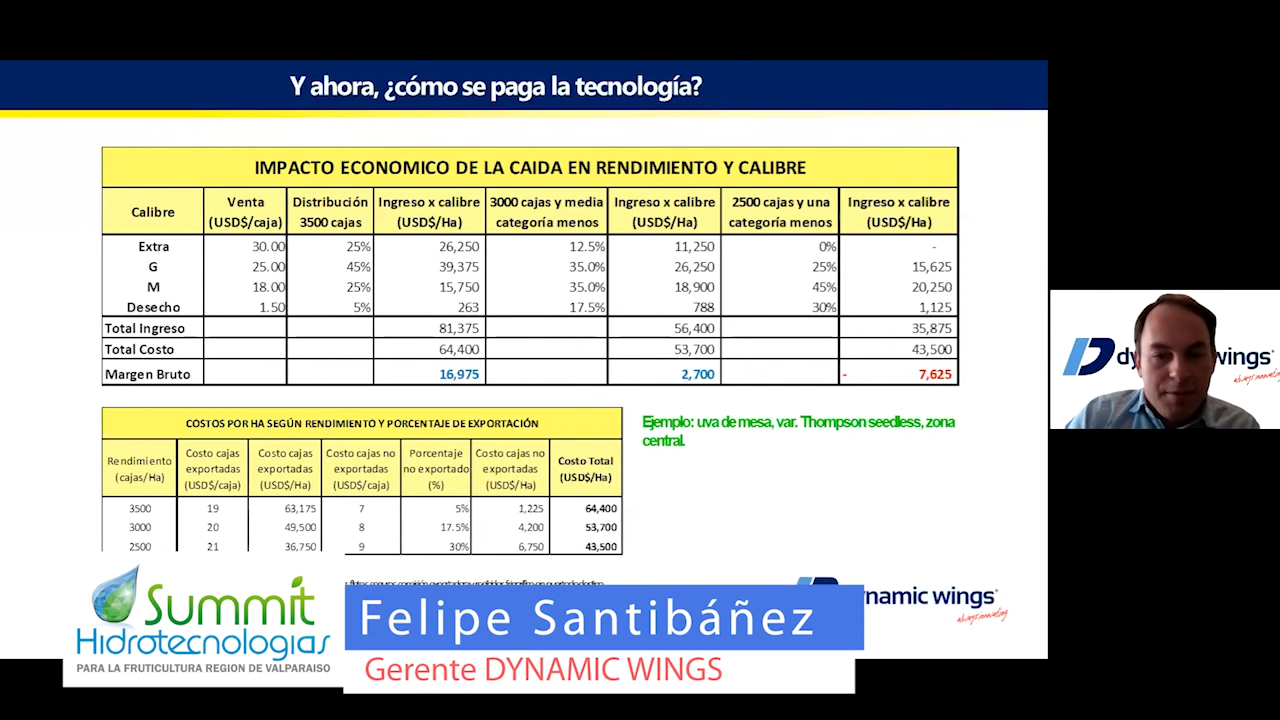 Y ahora, ¿cómo se paga la tecnología?
IMPACTO ECONOMICO DE LA CAIDA EN RENDIMIENTO Y CALIBRE
Calibre Venta (USD$/caja) Distribución 3500 cajas Ingreso x calibre (USD$/Ha) 3000 cajas y media categoría menos Ingreso x calibre (USD$/Ha) 2500 cajas y una categoría menos Ingreso x calibre (USD$/Ha)
Extra 30.00 25% 26,250 12.5% 11,250 0% -
G 25.00 45% 39,375 35.0% 26,250 25% 15,625
M 18.00 25% 15,750 35.0% 18,900 45% 20,250
Desecho 1.50 5% 263 17.5% 788 30% 1,125
Total Ingreso 81,375 56,400 35,875
Total Costo 64,400 53,700 43,500
Margen Bruto 16,975 2,700 - 7,625
COSTOS POR HA SEGÚN RENDIMIENTO Y PORCENTAJE DE EXPORTACIÓN
Rendimiento (cajas/Ha) Costo cajas exportadas (USD$/caja) Costo cajas exportadas (USD$/Ha) Costo cajas no exportadas (USD$/caja) Porcentaje no exportado (%) Costo cajas no exportadas (USD$/Ha) Costo Total (USD$/Ha)
3500 19 63,175 7 5% 1,225 64,400
3000 20 49,500 8 17.5% 4,200 53,700
2500 21 36,750 9 30% 6,750 43,500
Ejemplo: uva de mesa, var. Thompson seedless, zona
central.
dynamic wings
always innovating
Summit
Hidrotecnologías
PARA LA FRUTICULTURA REGION DE VALPARAISO
Felipe Santibáñez
Gerente DYNAMIC WINGS
namic wings
always innovating